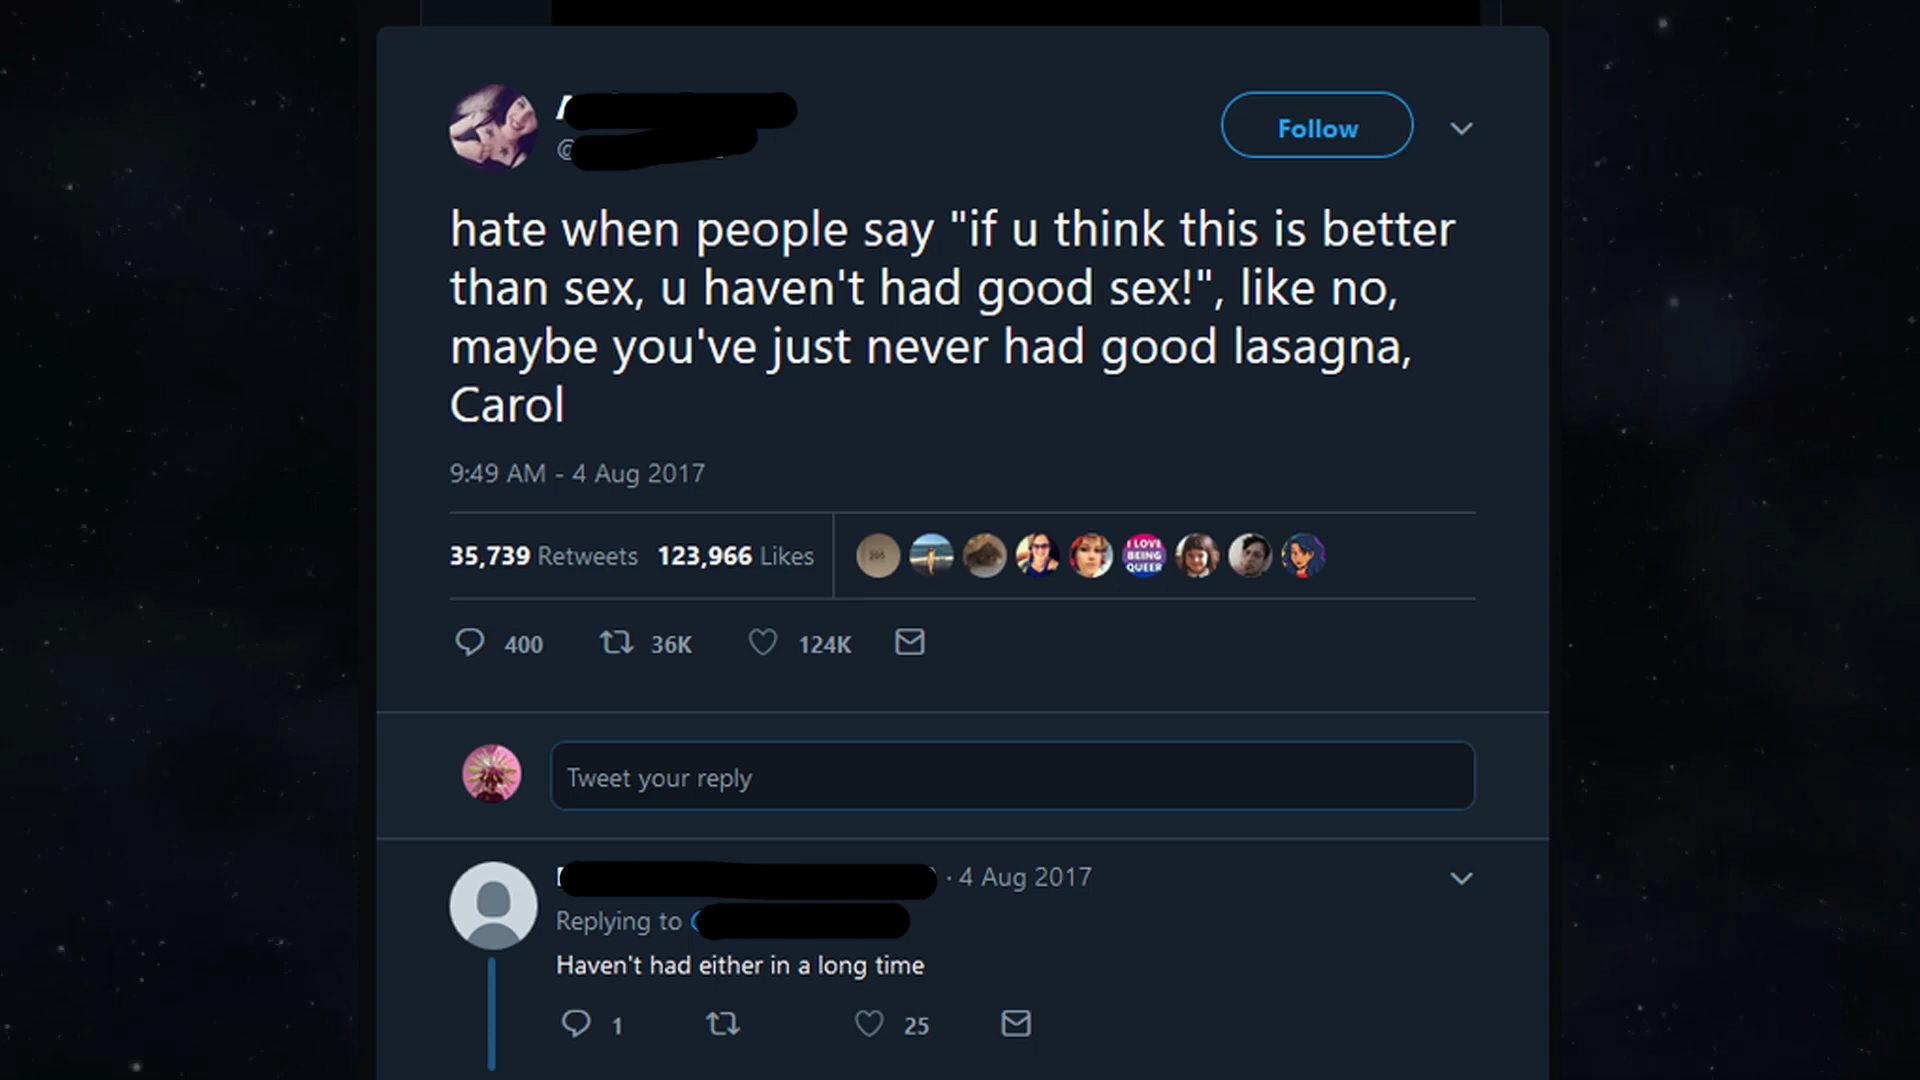 A
@
Follow
hate when people say "if u think this is better
than sex, u haven't had good sex!", like no,
maybe you've just never had good lasagna,
Carol
9:49 AM - 4 Aug 2017
35,739 Retweets 123,966 Likes
I LOVE
BEING
QUEER
400 36K 124K
Tweet your reply
· 4 Aug 2017
Replying to
Haven't had either in a long time
1 25